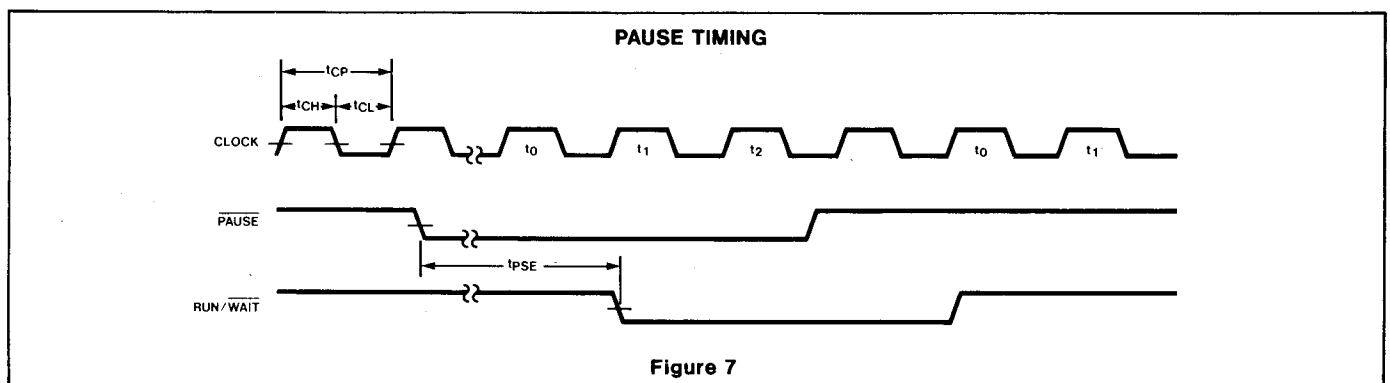 PAUSE TIMING
tCP
tCH tCL
CLOCK t0 t1 t2 t0 t1
PAUSE
tPSE
RUN/WAIT
Figure 7